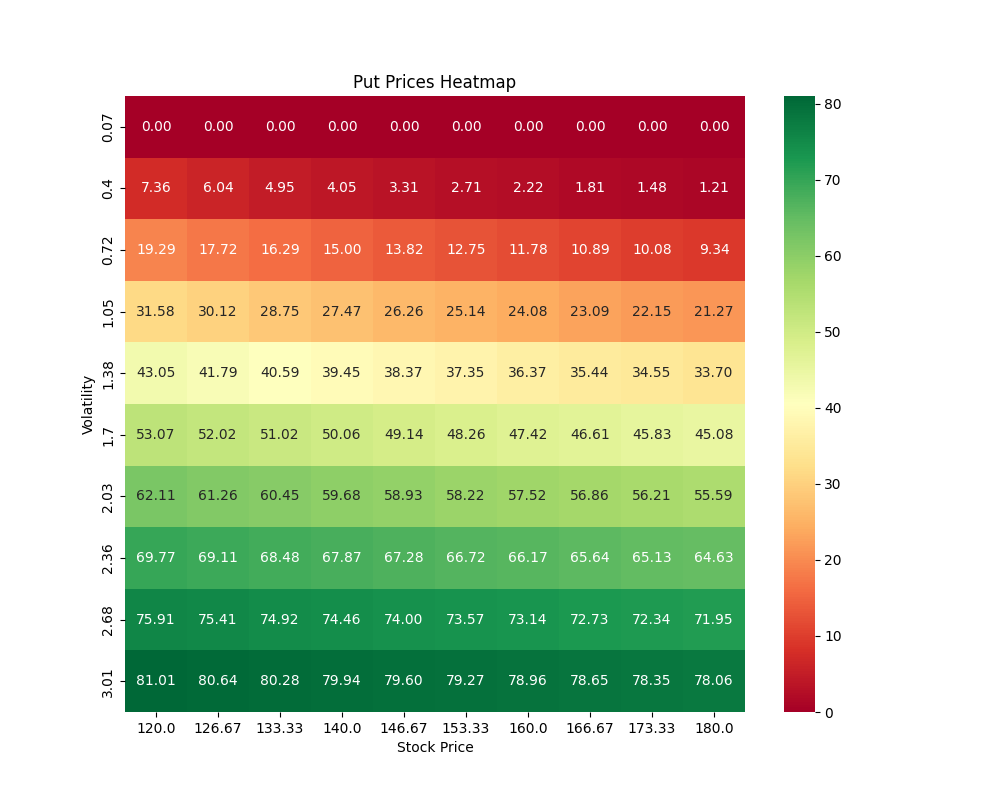 Put Prices Heatmap
Volatility
0.07 0.00 0.00 0.00 0.00 0.00 0.00 0.00 0.00 0.00 0.00
0.4 7.36 6.04 4.95 4.05 3.31 2.71 2.22 1.81 1.48 1.21
0.72 19.29 17.72 16.29 15.00 13.82 12.75 11.78 10.89 10.08 9.34
1.05 31.58 30.12 28.75 27.47 26.26 25.14 24.08 23.09 22.15 21.27
1.38 43.05 41.79 40.59 39.45 38.37 37.35 36.37 35.44 34.55 33.70
1.7 53.07 52.02 51.02 50.06 49.14 48.26 47.42 46.61 45.83 45.08
2.03 62.11 61.26 60.45 59.68 58.93 58.22 57.52 56.86 56.21 55.59
2.36 69.77 69.11 68.48 67.87 67.28 66.72 66.17 65.64 65.13 64.63
2.68 75.91 75.41 74.92 74.46 74.00 73.57 73.14 72.73 72.34 71.95
3.01 81.01 80.64 80.28 79.94 79.60 79.27 78.96 78.65 78.35 78.06
120.0 126.67 133.33 140.0 146.67 153.33 160.0 166.67 173.33 180.0
Stock Price
80
70
60
50
40
30
20
10
0